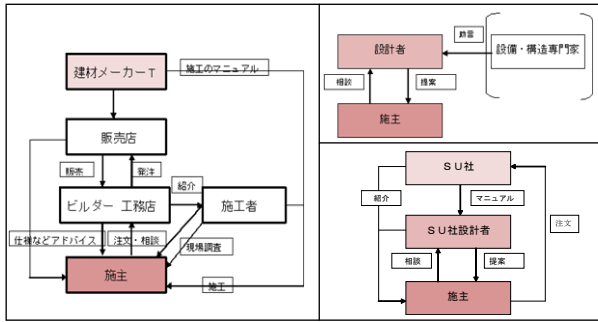 建材メーカーT
施工のマニュアル
販売店
販売
発注
ビルダー 工務店
紹介
施工者
仕様などアドバイス
注文・相談
現場調査
施主
施工
設計者
助言
設備・構造専門家
相談
提案
施主
SU社
紹介
マニュアル
注文
SU社設計者
相談
提案
施主